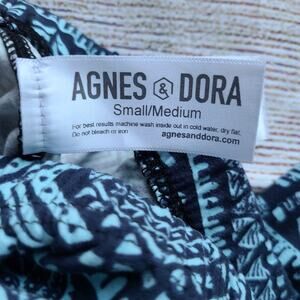 AGNES & DORA
Small/Medium
For best results machine wash inside out in cold water, dry flat,
Do not bleach or iron
agnesanddora.com